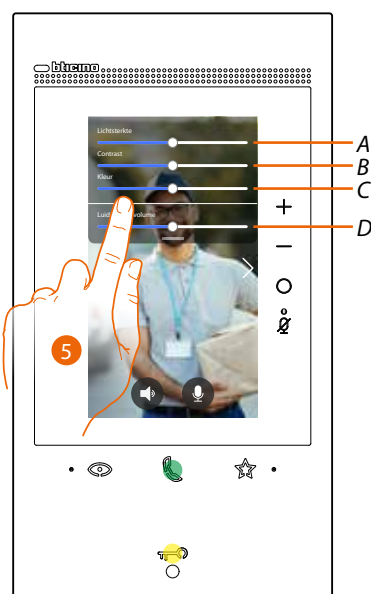 bticino
Lichtsterkte
A
Contrast
B
Kleur
C
volume
D
5